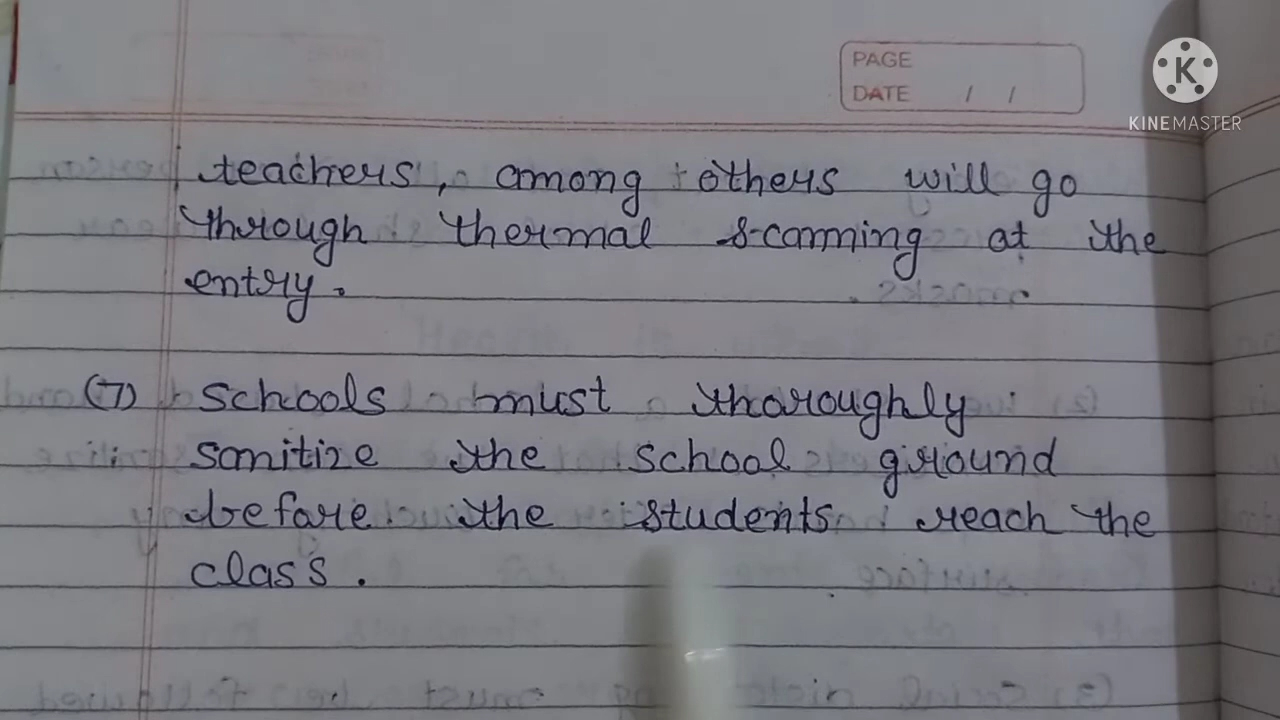 PAGE
DATE / /
K
KINEMASTER
teachers, among others will go
through thermal scanning at the
entry.
(7) Schools must thoroughly
sanitize the school ground
before the students reach the
class.